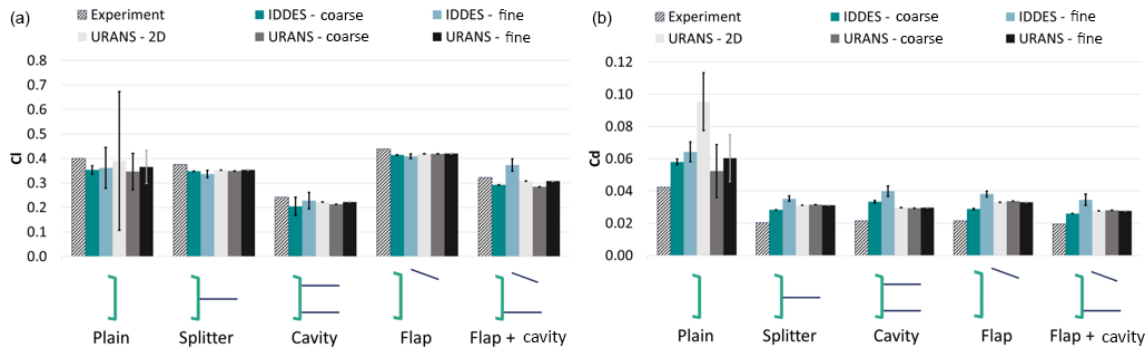 (a)
Experiment
IDDES - coarse
IDDES - fine
URANS - 2D
URANS - coarse
URANS - fine
0.8
0.7
0.6
0.5
0.4
0.3
0.2
0.1
0.0
Cl
Plain
Splitter
Cavity
Flap
Flap + cavity
(b)
Experiment
IDDES - coarse
IDDES - fine
URANS - 2D
URANS - coarse
URANS - fine
0.12
0.10
0.08
0.06
0.04
0.02
0.00
Cd
Plain
Splitter
Cavity
Flap
Flap + cavity